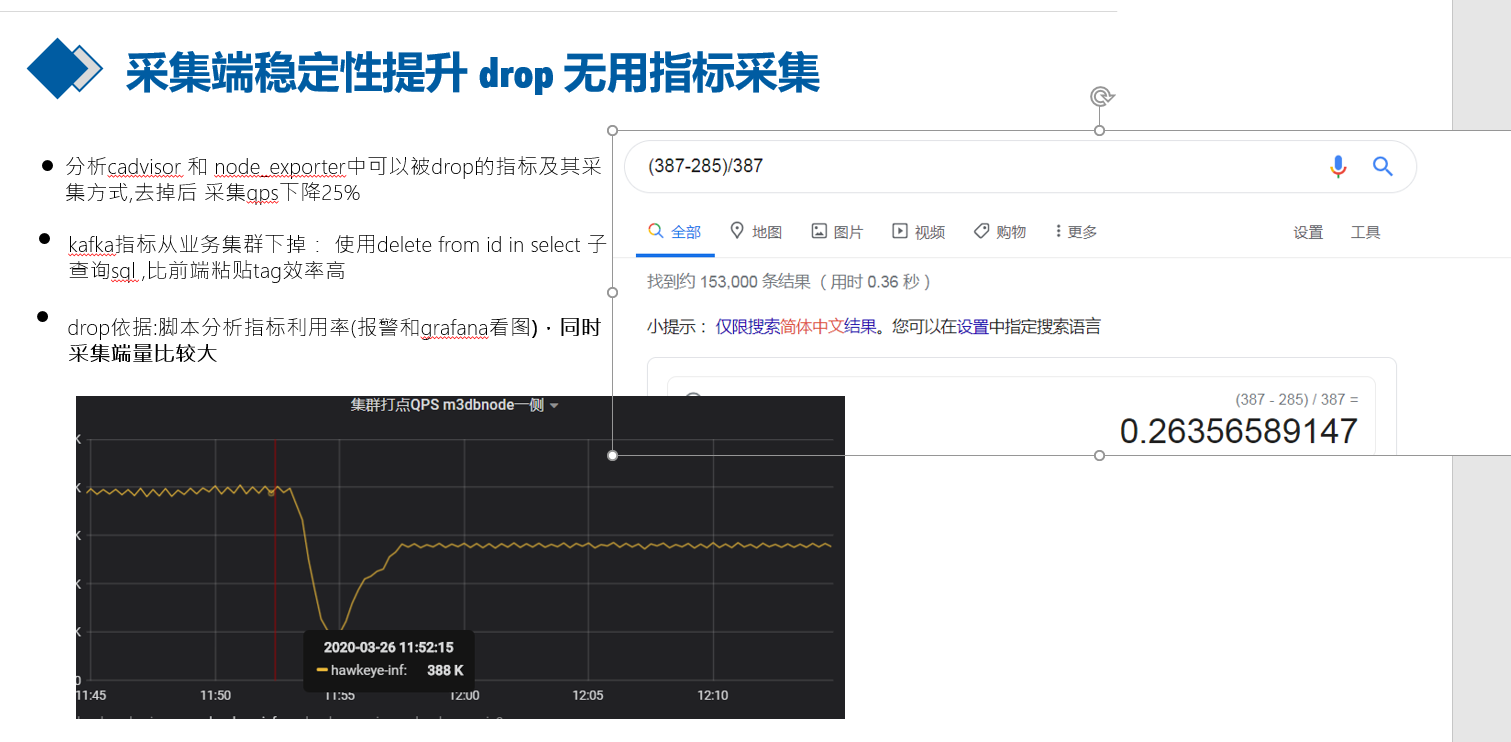 采集端稳定性提升 drop 无用指标采集
分析cadvisor 和 node_exporter中可以被drop的指标及其采
集方式,去掉后 采集qps下降25%
kafka指标从业务集群下掉 ： 使用delete from id in select 子
查询sql ,比前端粘贴tag效率高
drop依据:脚本分析指标利用率(报警和grafana看图)，同时
采集端量比较大
(387-285)/387
全部 地图 图片 视频 购物 更多 设置 工具
找到约 153,000 条结果 （用时 0.36 秒）
小提示： 仅限搜索简体中文结果。您可以在设置中指定搜索语言
(387 - 285) / 387 =
0.26356589147
集群打点QPS m3dbnode一侧
K
K
K
K
K
0
2020-03-26 11:52:15
hawkeye-inf: 388 K
11:45 11:50 11:55 12:00 12:05 12:10